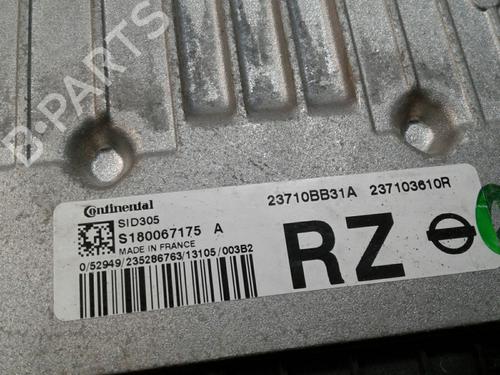 B-PARTS
Continental
SID305
S180067175 A
MADE IN FRANCE
0/52949/235286763/13105/003B2
23710BB31A 237103610R
RZ